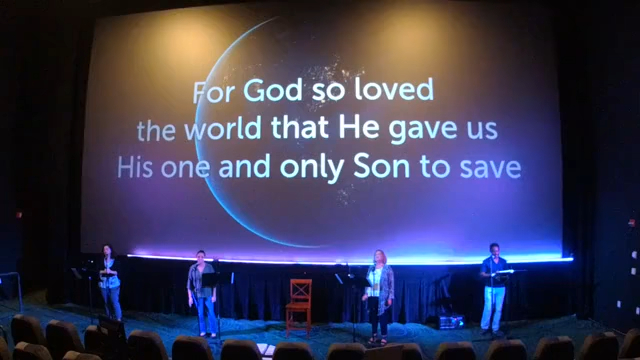 For God so loved
the world that He gave us
His one and only Son to save